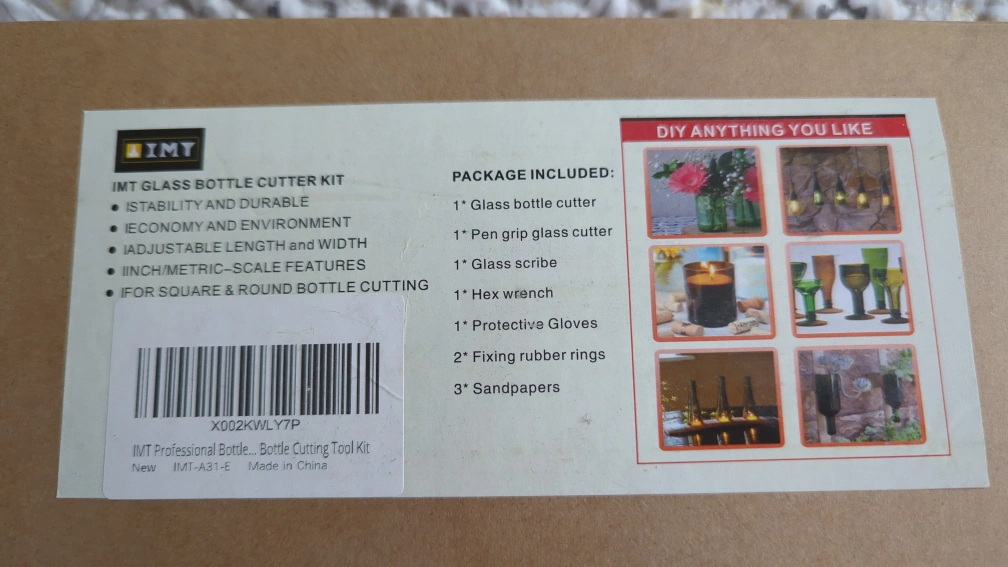 IMT
IMT GLASS BOTTLE CUTTER KIT
• ISTABILITY AND DURABLE
• IECONOMY AND ENVIRONMENT
• IADJUSTABLE LENGTH and WIDTH
• IINCH/METRIC-SCALE FEATURES
• IFOR SQUARE & ROUND BOTTLE CUTTING
X002KWLY7P
IMT Professional Bottle... Bottle Cutting Tool Kit
New IMT-A31-E Made in China
PACKAGE INCLUDED:
1* Glass bottle cutter
1* Pen grip glass cutter
1* Glass scribe
1* Hex wrench
1* Protective Gloves
2* Fixing rubber rings
3* Sandpapers
DIY ANYTHING YOU LIKE